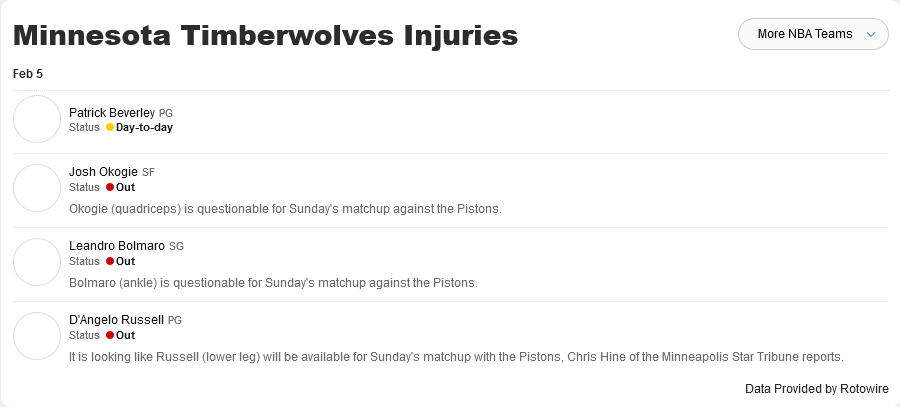 Minnesota Timberwolves Injuries
More NBA Teams
Feb 5
Patrick Beverley PG
Status Day-to-day
Josh Okogie SF
Status Out
Okogie (quadriceps) is questionable for Sunday's matchup against the Pistons.
Leandro Bolmaro SG
Status Out
Bolmaro (ankle) is questionable for Sunday's matchup against the Pistons.
D'Angelo Russell PG
Status Out
It is looking like Russell (lower leg) will be available for Sunday's matchup with the Pistons, Chris Hine of the Minneapolis Star Tribune reports.
Data Provided by Rotowire